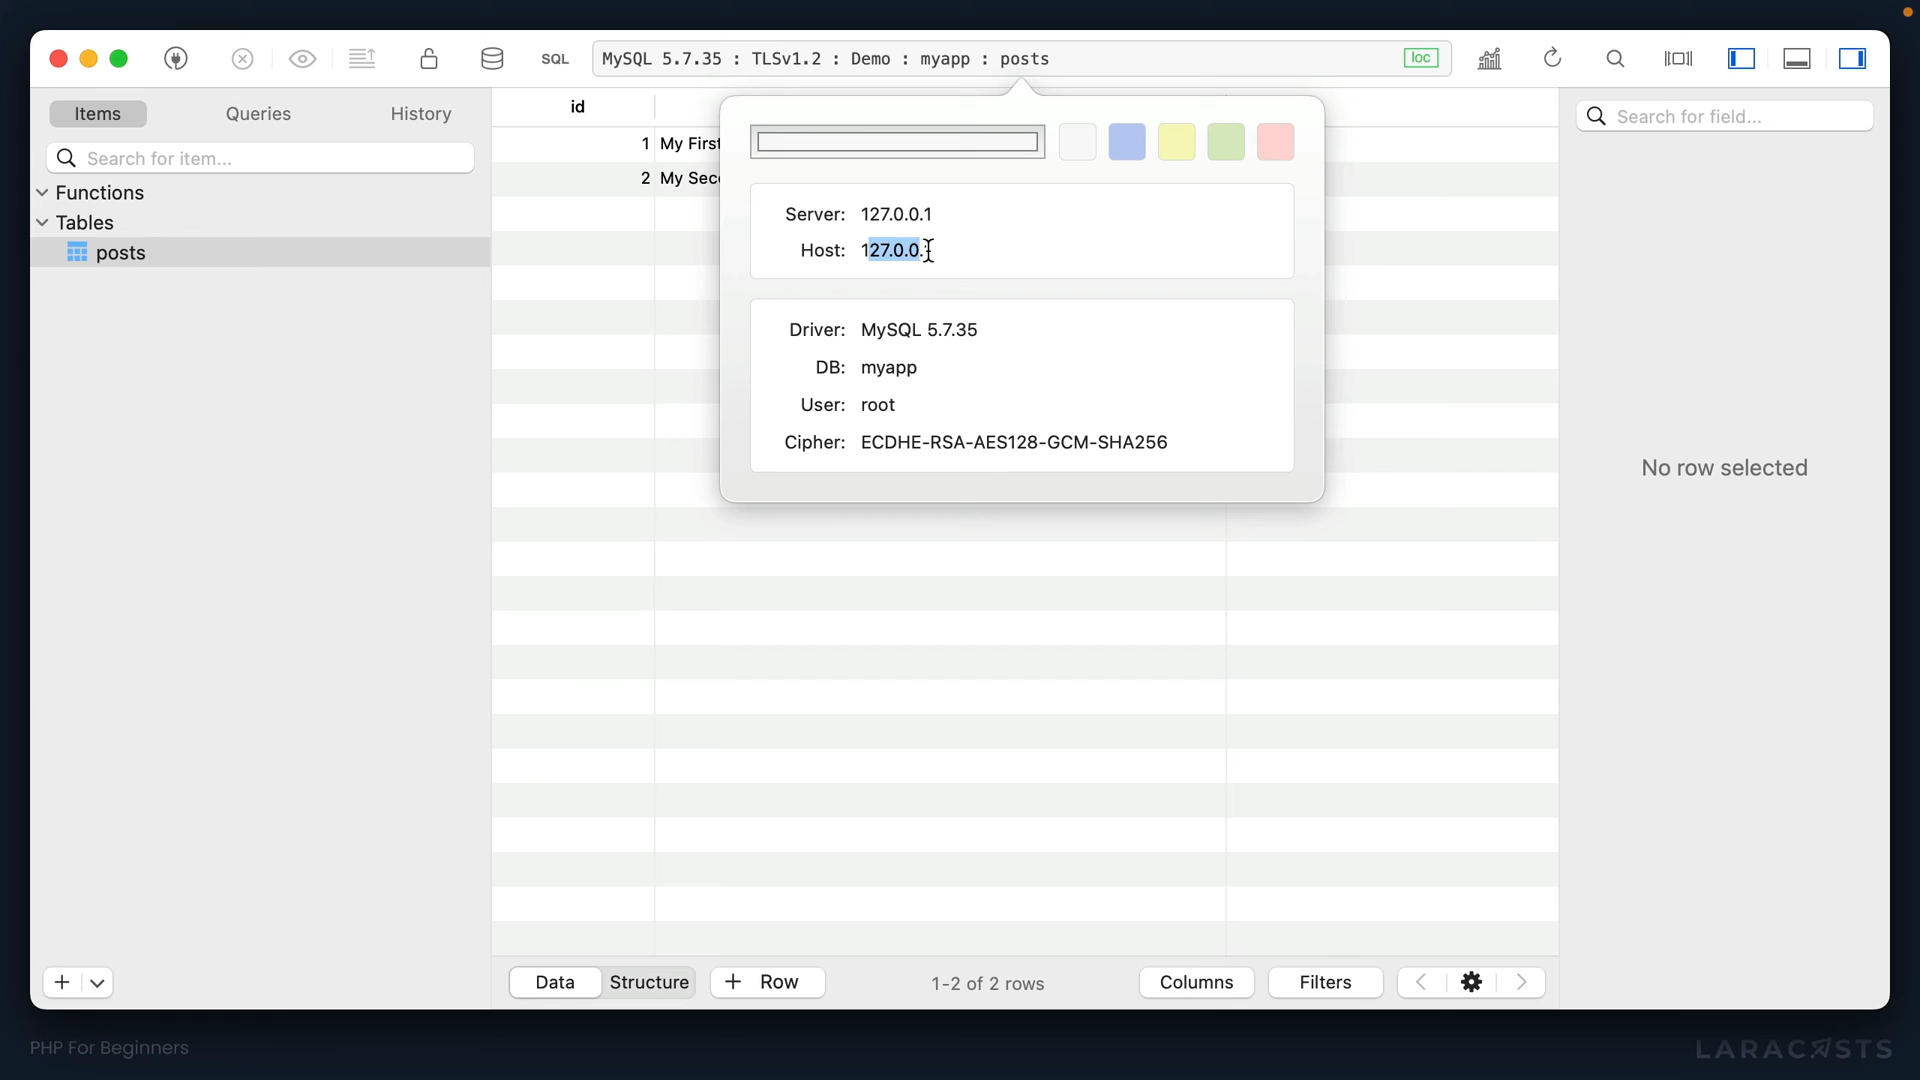 SQL
MySQL 5.7.35 : TLSv1.2 : Demo : myapp : posts
loc
Items
Queries
History
Search for item...
Functions
Tables
posts
id
1 My First
2 My Seco
Server: 127.0.0.1
Host: 127.0.0.
Driver: MySQL 5.7.35
DB: myapp
User: root
Cipher: ECDHE-RSA-AES128-GCM-SHA256
Search for field...
No row selected
Data
Structure
+ Row
1-2 of 2 rows
Columns
Filters
PHP For Beginners
LARACASTS